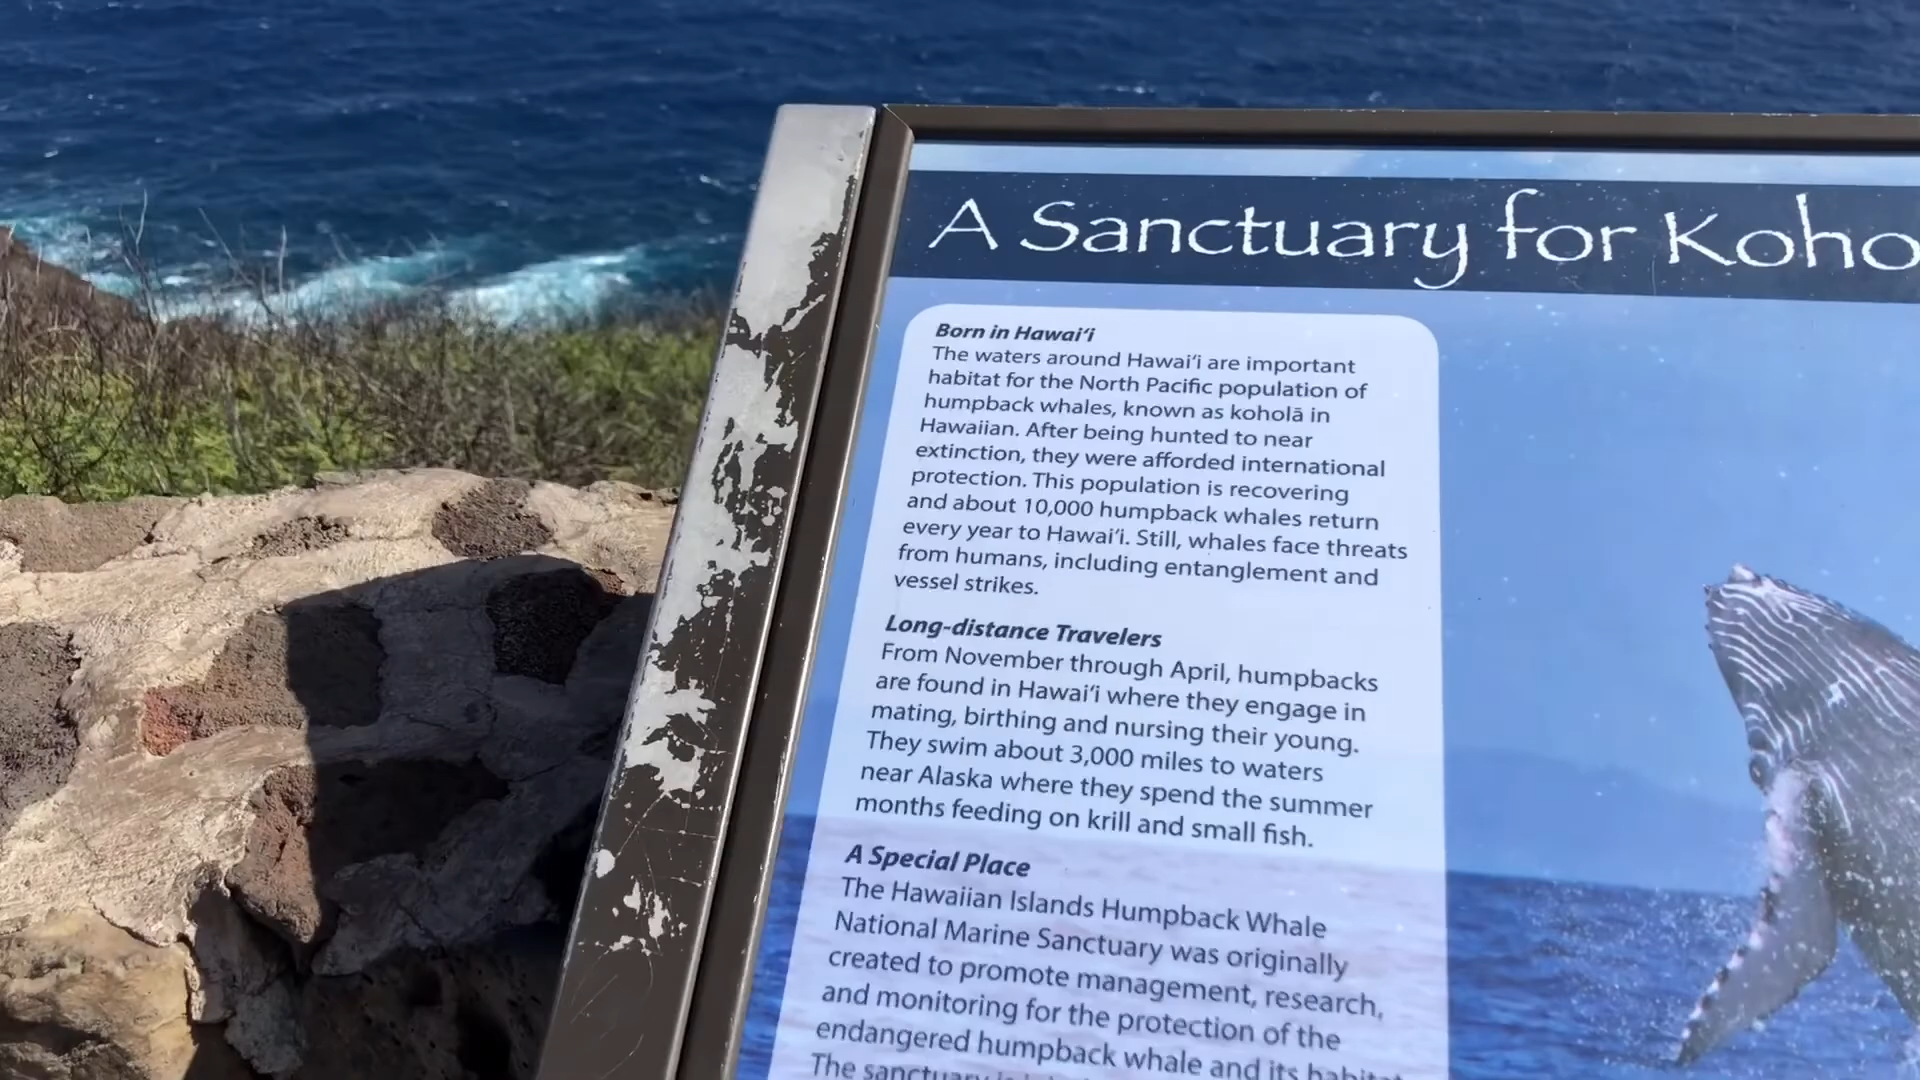 A Sanctuary for Koho
Born in Hawai‘i
The waters around Hawai‘i are important
habitat for the North Pacific population of
humpback whales, known as koholā in
Hawaiian. After being hunted to near
extinction, they were afforded international
protection. This population is recovering
and about 10,000 humpback whales return
every year to Hawai‘i. Still, whales face threats
from humans, including entanglement and
vessel strikes.
Long-distance Travelers
From November through April, humpbacks
are found in Hawai‘i where they engage in
mating, birthing and nursing their young.
They swim about 3,000 miles to waters
near Alaska where they spend the summer
months feeding on krill and small fish.
A Special Place
The Hawaiian Islands Humpback Whale
National Marine Sanctuary was originally
created to promote management, research,
and monitoring for the protection of the
endangered humpback whale and its habitat.
The sanctuary